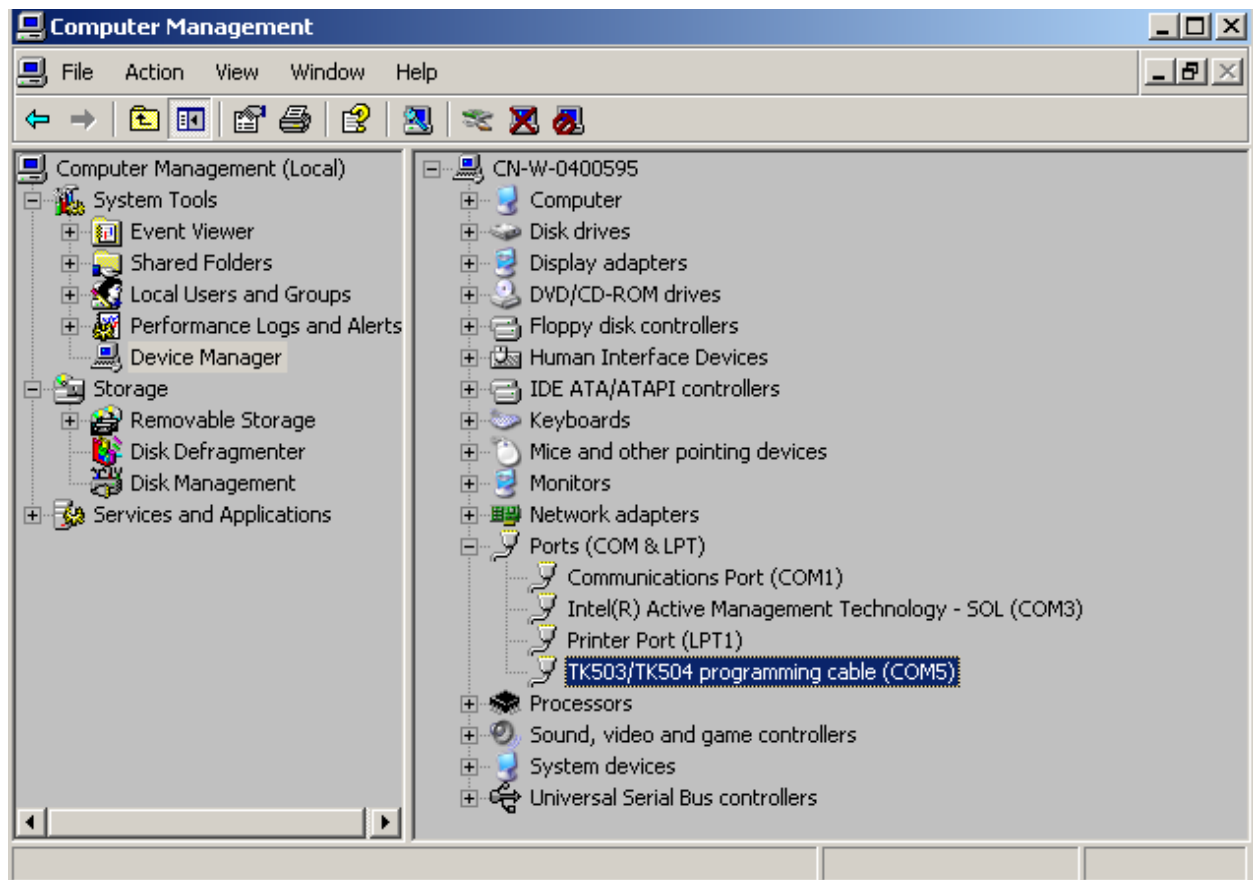 Computer Management
File Action View Window Help
Computer Management (Local)
System Tools
Event Viewer
Shared Folders
Local Users and Groups
Performance Logs and Alerts
Device Manager
Storage
Removable Storage
Disk Defragmenter
Disk Management
Services and Applications
CN-W-0400595
Computer
Disk drives
Display adapters
DVD/CD-ROM drives
Floppy disk controllers
Human Interface Devices
IDE ATA/ATAPI controllers
Keyboards
Mice and other pointing devices
Monitors
Network adapters
Ports (COM & LPT)
Communications Port (COM1)
Intel(R) Active Management Technology - SOL (COM3)
Printer Port (LPT1)
TK503/TK504 programming cable (COM5)
Processors
Sound, video and game controllers
System devices
Universal Serial Bus controllers